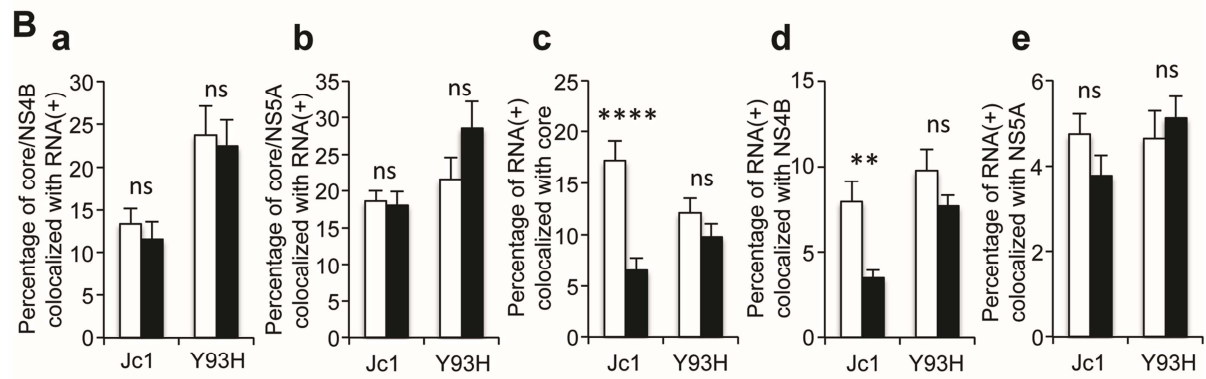 B
a
b
c
d
e
Percentage of core/NS4B
colocalized with RNA(+)
30
25
20
15
10
5
0
ns
ns
Jc1
Y93H
Percentage of core/NS5A
colocalized with RNA(+)
35
30
25
20
15
10
5
0
ns
ns
Jc1
Y93H
Percentage of RNA(+)
colocalized with core
25
20
15
10
5
0
****
ns
Jc1
Y93H
Percentage of RNA(+)
colocalized with NS4B
15
10
5
0
**
ns
Jc1
Y93H
Percentage of RNA(+)
colocalized with NS5A
6
4
2
0
ns
ns
Jc1
Y93H